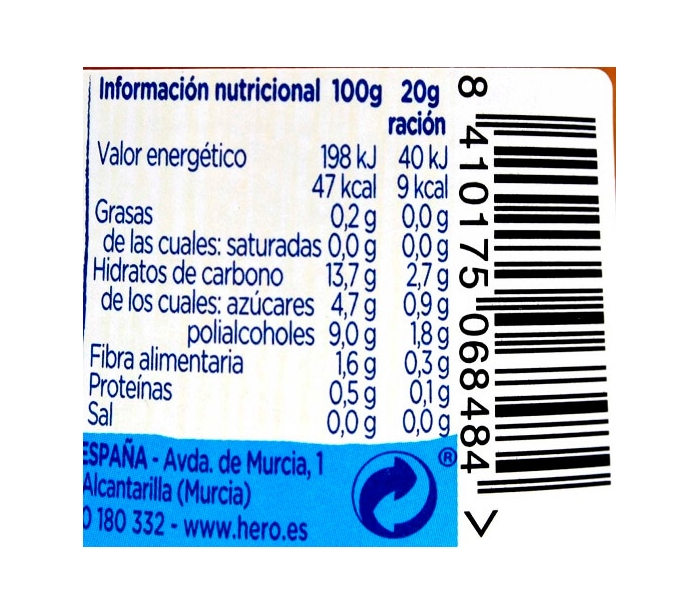 Información nutricional 100g 20g
ración
Valor energético 198 kJ 40 kJ
47 kcal 9 kcal
Grasas 0,2 g 0,0 g
de las cuales: saturadas 0,0 g 0,0 g
Hidratos de carbono 13,7 g 2,7 g
de los cuales: azúcares 4,7 g 0,9 g
polialcoholes 9,0 g 1,8 g
Fibra alimentaria 1,6 g 0,3 g
Proteínas 0,5 g 0,1 g
Sal 0,0 g 0,0 g
ESPAÑA - Avda. de Murcia, 1
Alcantarilla (Murcia)
0 180 332 - www.hero.es
®
8 410175 068484 >